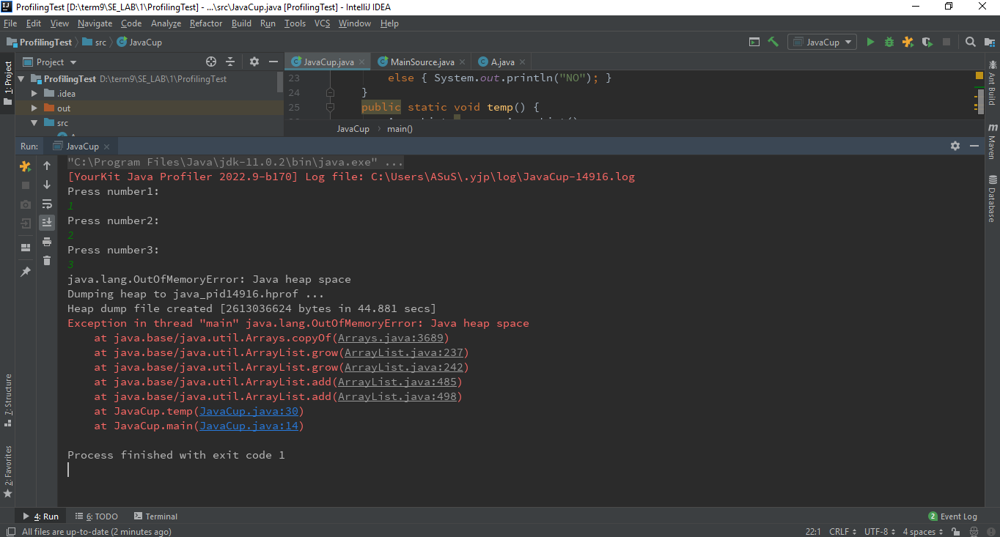 ProfilingTest [D:\term9\SE_LAB\1\ProfilingTest] - ...\src\JavaCup.java [ProfilingTest] - IntelliJ IDEA
File Edit View Navigate Code Analyze Refactor Build Run Tools VCS Window Help
ProfilingTest src JavaCup JavaCup
1: Project
Project JavaCup.java MainSource.java A.java
ProfilingTest D:\term9\SE_LAB\1\ProfilingTest
.idea
out
src
23 else { System.out.println("NO"); }
24 }
25 public static void temp() {
JavaCup main()
Ant Build
Maven
Database
Run: JavaCup
"C:\Program Files\Java\jdk-11.0.2\bin\java.exe" ...
[YourKit Java Profiler 2022.9-b170] Log file: C:\Users\ASuS\.yjp\log\JavaCup-14916.log
Press number1:
1
Press number2:
2
Press number3:
3
java.lang.OutOfMemoryError: Java heap space
Dumping heap to java_pid14916.hprof ...
Heap dump file created [2613036624 bytes in 44.881 secs]
Exception in thread "main" java.lang.OutOfMemoryError: Java heap space
at java.base/java.util.Arrays.copyOf(Arrays.java:3689)
at java.base/java.util.ArrayList.grow(ArrayList.java:237)
at java.base/java.util.ArrayList.grow(ArrayList.java:242)
at java.base/java.util.ArrayList.add(ArrayList.java:485)
at java.base/java.util.ArrayList.add(ArrayList.java:498)
at JavaCup.temp(JavaCup.java:30)
at JavaCup.main(JavaCup.java:14)
Process finished with exit code 1
7: Structure
2: Favorites
4: Run 6: TODO Terminal 2 Event Log
All files are up-to-date (2 minutes ago) 22:1 CRLF UTF-8 4 spaces